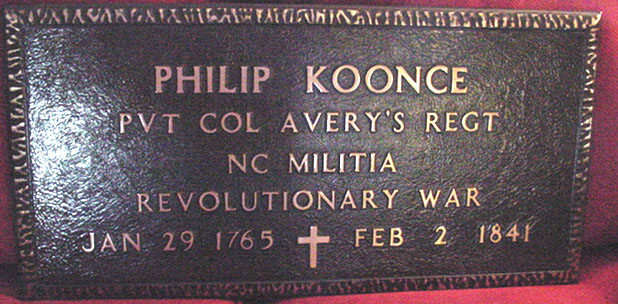 PHILIP KOONCE
PVT COL AVERY'S REGT
NC MILITIA
REVOLUTIONARY WAR
JAN 29 1765 FEB 2 1841